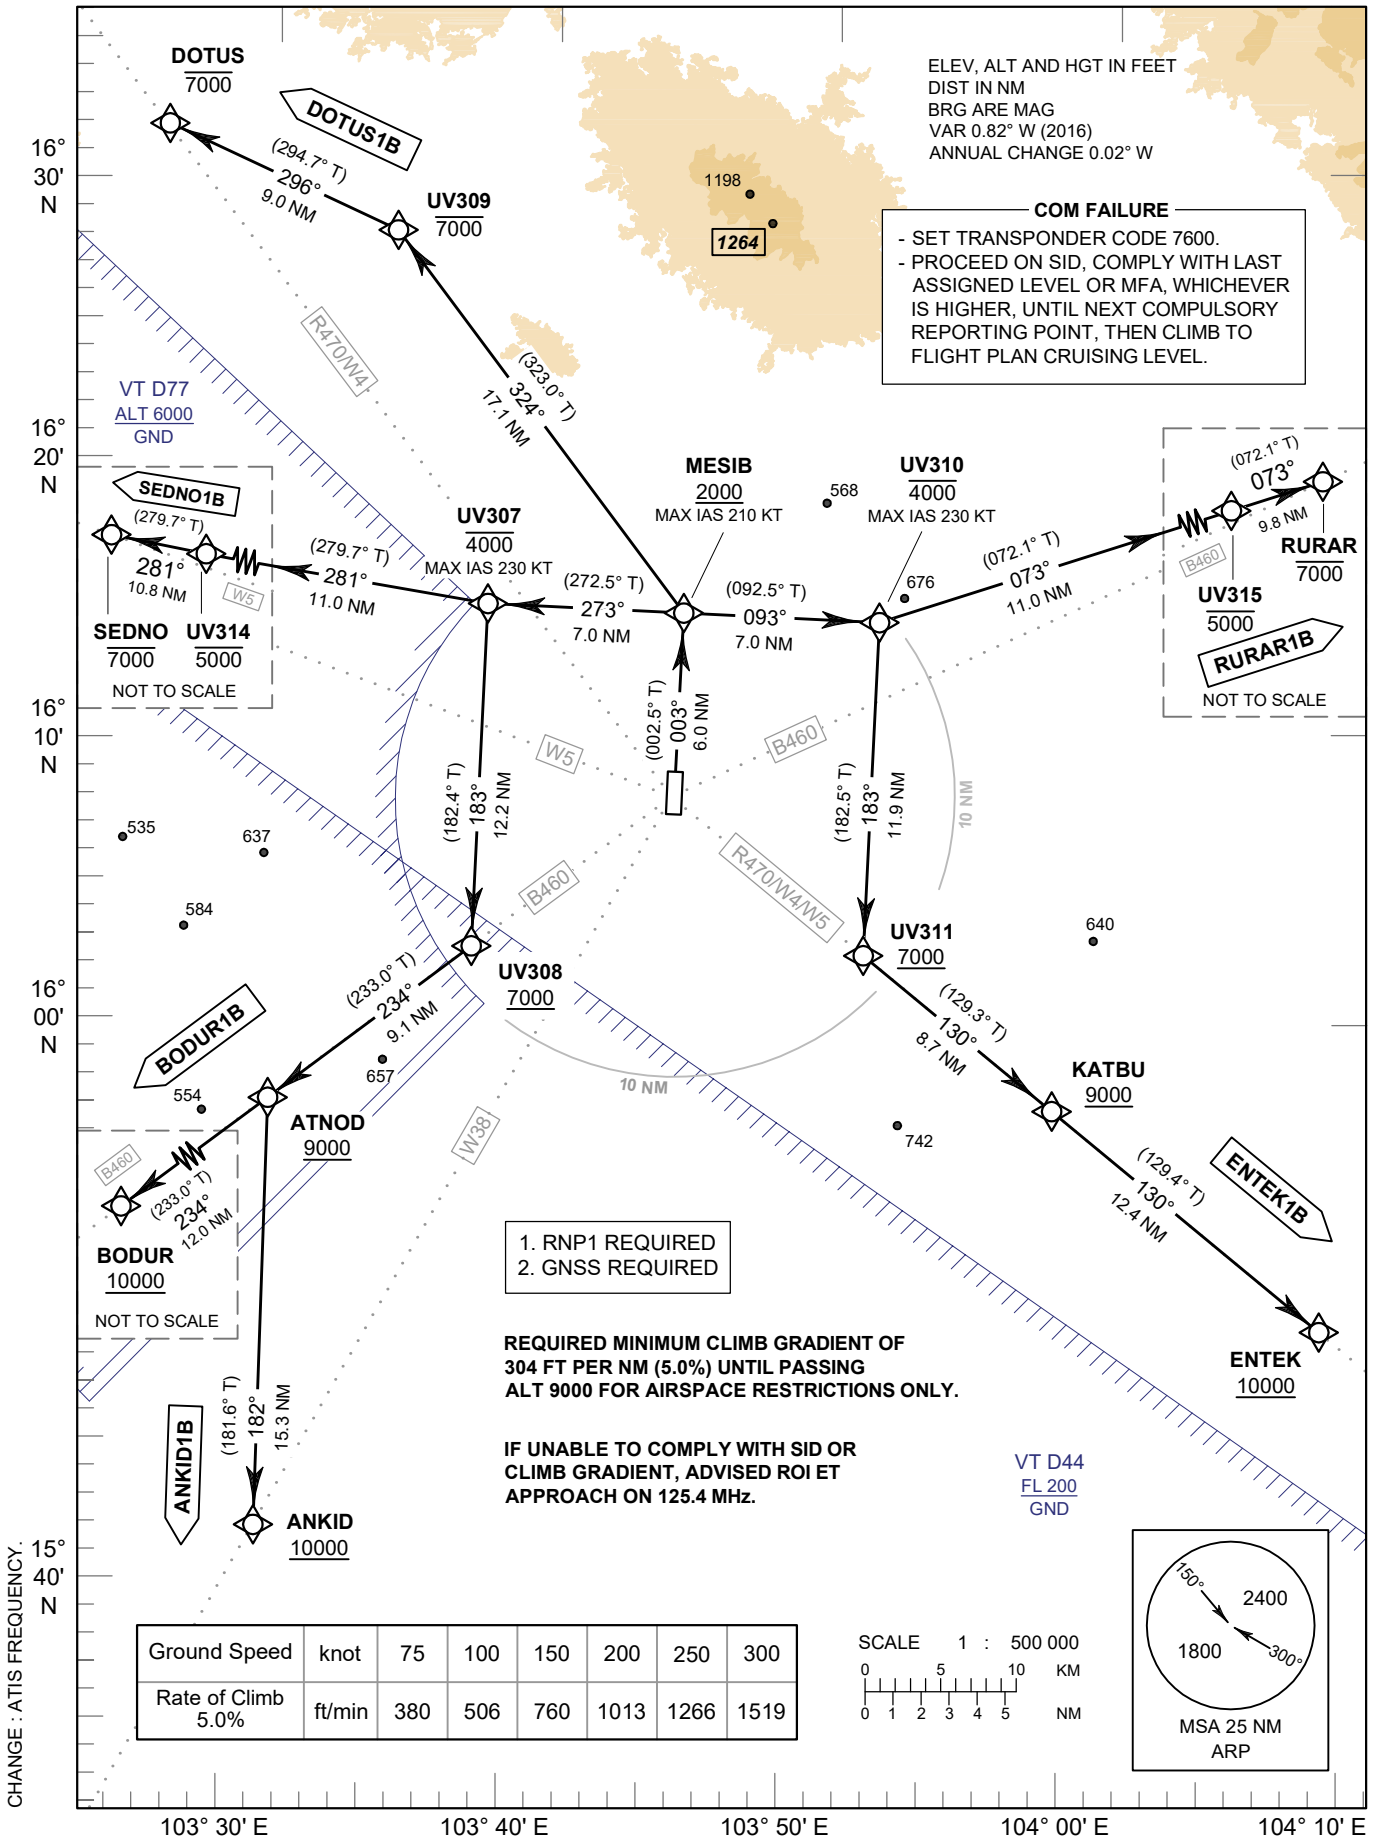 DOTUS
7000
DOTUS1B
(294.7° T)
296°
9.0 NM
UV309
7000
ELEV, ALT AND HGT IN FEET
DIST IN NM
BRG ARE MAG
VAR 0.82° W (2016)
ANNUAL CHANGE 0.02° W
16°
30'
N
1198
1264
COM FAILURE
- SET TRANSPONDER CODE 7600.
- PROCEED ON SID, COMPLY WITH LAST
ASSIGNED LEVEL OR MFA, WHICHEVER
IS HIGHER, UNTIL NEXT COMPULSORY
REPORTING POINT, THEN CLIMB TO
FLIGHT PLAN CRUISING LEVEL.
R470/W4
(323.0° T)
324°
17.1 NM
VT D77
ALT 6000
GND
16°
20'
N
SEDNO1B
(279.7° T)
281°
10.8 NM
W5
SEDNO
7000
UV314
5000
NOT TO SCALE
(279.7° T)
281°
11.0 NM
UV307
4000
MAX IAS 230 KT
(272.5° T)
273°
7.0 NM
MESIB
2000
MAX IAS 210 KT
(092.5° T)
093°
7.0 NM
568
UV310
4000
MAX IAS 230 KT
676
(072.1° T)
073°
11.0 NM
(072.1° T)
073°
9.8 NM
B460
RURAR
7000
UV315
5000
RURAR1B
NOT TO SCALE
16°
10'
N
(002.5° T)
003°
6.0 NM
W5
B460
(182.4° T)
183°
12.2 NM
(182.5° T)
183°
11.9 NM
10 NM
535
637
584
B460
R470/W4/W5
UV311
7000
640
UV308
7000
16°
00'
N
(233.0° T)
234°
9.1 NM
BODUR1B
657
554
10 NM
(129.3° T)
130°
8.7 NM
KATBU
9000
ATNOD
9000
W38
742
B460
(233.0° T)
234°
12.0 NM
BODUR
10000
NOT TO SCALE
(129.4° T)
130°
12.4 NM
ENTEK1B
1. RNP1 REQUIRED
2. GNSS REQUIRED
REQUIRED MINIMUM CLIMB GRADIENT OF
304 FT PER NM (5.0%) UNTIL PASSING
ALT 9000 FOR AIRSPACE RESTRICTIONS ONLY.
ENTEK
10000
(181.6° T)
182°
15.3 NM
ANKID1B
IF UNABLE TO COMPLY WITH SID OR
CLIMB GRADIENT, ADVISED ROI ET
APPROACH ON 125.4 MHz.
VT D44
FL 200
GND
ANKID
10000
15°
40'
N
CHANGE : ATIS FREQUENCY.
150°
2400
1800
300°
MSA 25 NM
ARP
Ground Speed knot 75 100 150 200 250 300
Rate of Climb
5.0% ft/min 380 506 760 1013 1266 1519
SCALE 1 : 500 000
0 5 10 KM
0 1 2 3 4 5 NM
103° 30' E 103° 40' E 103° 50' E 104° 00' E 104° 10' E